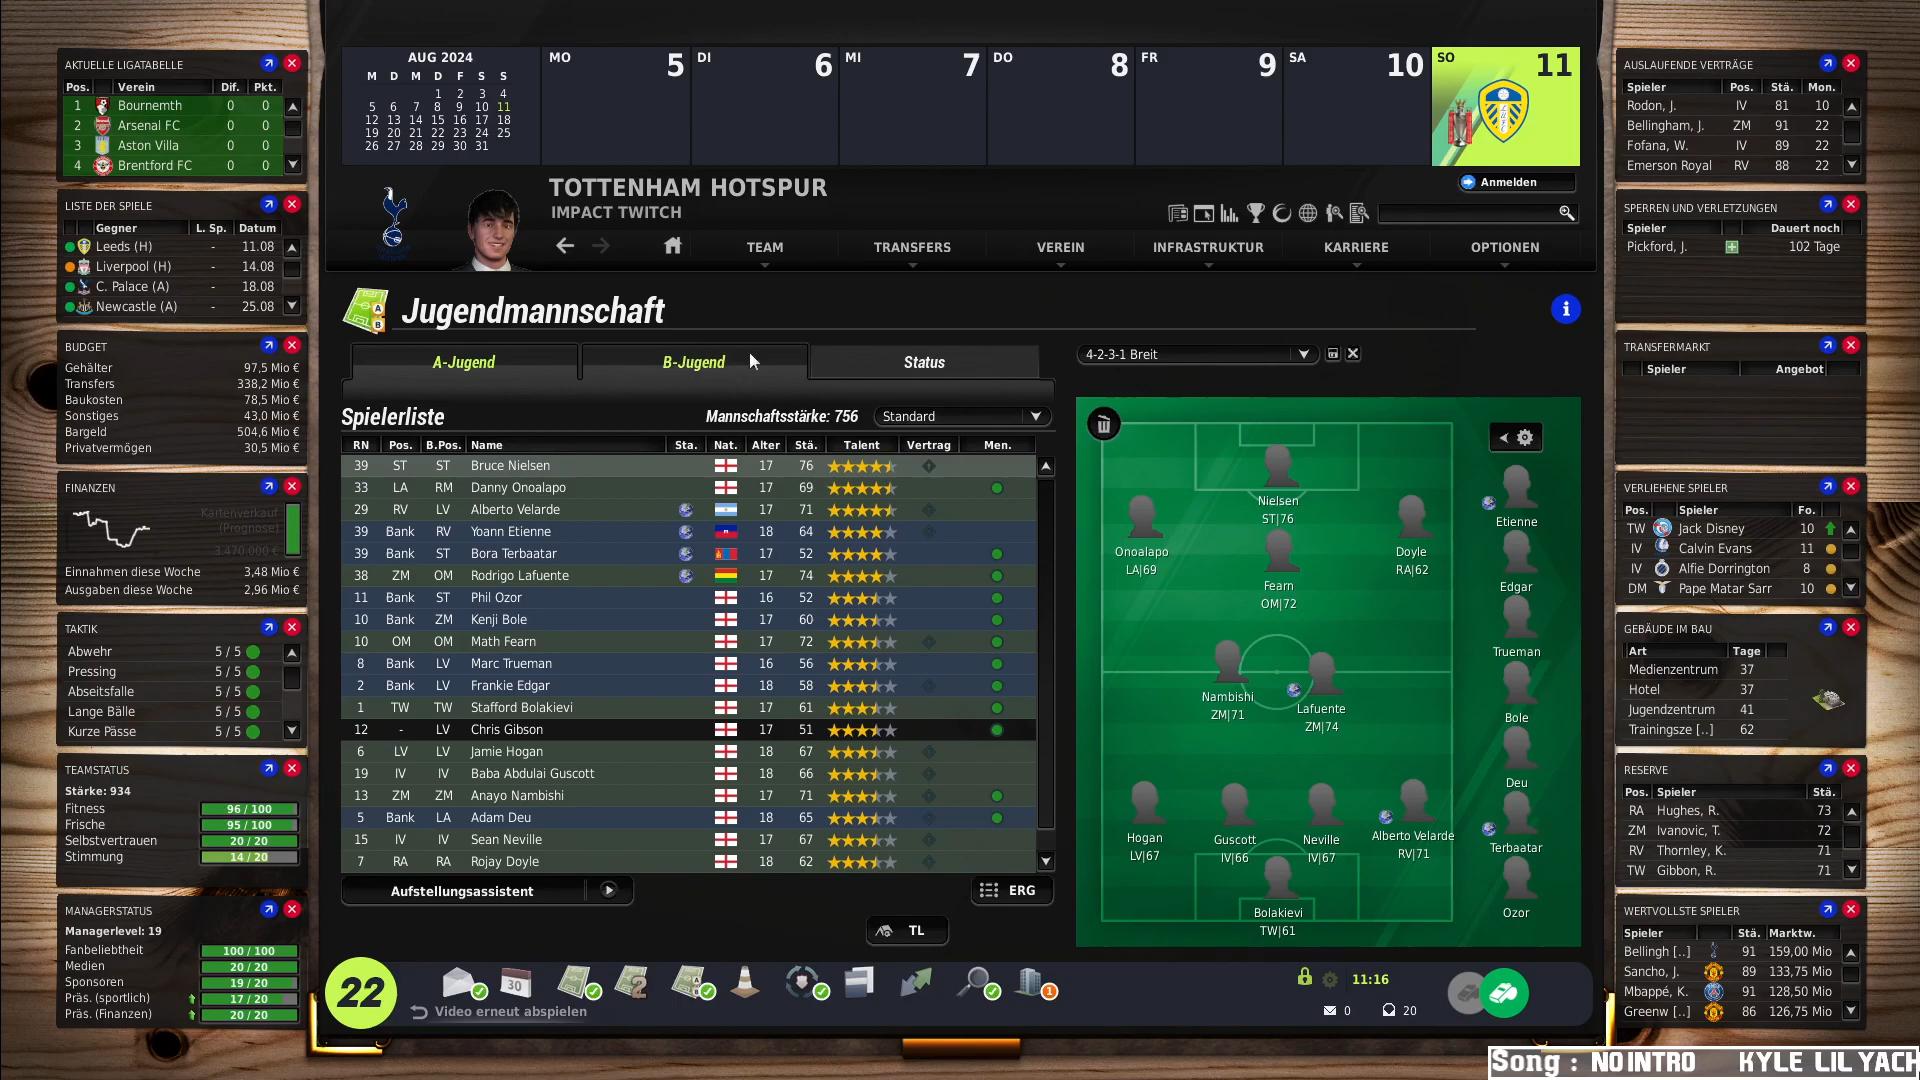 AKTUELLE LIGATABELLE
Pos. Verein Dif. Pkt.
1 Bournemth 0 0
2 Arsenal FC 0 0
3 Aston Villa 0 0
4 Brentford FC 0 0
LISTE DER SPIELE
Gegner L. Sp. Datum
Leeds (H) - 11.08
Liverpool (H) - 14.08
C. Palace (A) - 18.08
Newcastle (A) - 25.08
BUDGET
Gehälter 97,5 Mio €
Transfers 338,2 Mio €
Baukosten 78,5 Mio €
Sonstiges 43,0 Mio €
Bargeld 504,6 Mio €
Privatvermögen 30,5 Mio €
FINANZEN
Kartenverkauf
(Prognose)
3.470.000 €
Einnahmen diese Woche 3,48 Mio €
Ausgaben diese Woche 2,96 Mio €
TAKTIK
Abwehr 5 / 5
Pressing 5 / 5
Abseitsfalle 5 / 5
Lange Bälle 5 / 5
Kurze Pässe 5 / 5
TEAMSTATUS
Stärke: 934
Fitness 96 / 100
Frische 95 / 100
Selbstvertrauen 20 / 20
Stimmung 14 / 20
MANAGERSTATUS
Managerlevel: 19
Fanbeliebtheit 100 / 100
Medien 20 / 20
Sponsoren 19 / 20
Präs. (sportlich) 17 / 20
Präs. (Finanzen) 20 / 20
AUG 2024
M D M D F S S
1 2 3 4
5 6 7 8 9 10 11
12 13 14 15 16 17 18
19 20 21 22 23 24 25
26 27 28 29 30 31
MO 5 DI 6 MI 7 DO 8 FR 9 SA 10 SO 11
TOTTENHAM HOTSPUR
IMPACT TWITCH
Anmelden
TEAM TRANSFERS VEREIN INFRASTRUKTUR KARRIERE OPTIONEN
Jugendmannschaft
A-Jugend B-Jugend Status
Spielerliste Mannschaftsstärke: 756 Standard
RN Pos. B.Pos. Name Sta. Nat. Alter Stä. Talent Vertrag Men.
39 ST ST Bruce Nielsen 17 76
33 LA RM Danny Onoalapo 17 69
29 RV LV Alberto Velarde 17 71
39 Bank RV Yoann Etienne 18 64
39 Bank ST Bora Terbaatar 17 52
38 ZM OM Rodrigo Lafuente 17 74
11 Bank ST Phil Ozor 16 52
10 Bank ZM Kenji Bole 17 60
10 OM OM Math Fearn 17 72
8 Bank LV Marc Trueman 16 56
2 Bank LV Frankie Edgar 18 58
1 TW TW Stafford Bolakievi 17 61
12 - LV Chris Gibson 17 51
6 LV LV Jamie Hogan 18 67
19 IV IV Baba Abdulai Guscott 18 66
13 ZM ZM Anayo Nambishi 17 71
5 Bank LA Adam Deu 18 65
15 IV IV Sean Neville 17 67
7 RA RA Rojay Doyle 18 62
Aufstellungsassistent ERG
TL
4-2-3-1 Breit
Nielsen
ST|76
Onoalapo
LA|69
Doyle
RA|62
Fearn
OM|72
Nambishi
ZM|71
Lafuente
ZM|74
Hogan
LV|67
Guscott
IV|66
Neville
IV|67
Alberto Velarde
RV|71
Bolakievi
TW|61
Etienne
Edgar
Trueman
Bole
Deu
Terbaatar
Ozor
22
30
2
1
Video erneut abspielen
11:16
0 20
AUSLAUFENDE VERTRÄGE
Spieler Pos. Stä. Mon.
Rodon, J. IV 81 10
Bellingham, J. ZM 91 22
Fofana, W. IV 89 22
Emerson Royal RV 88 22
SPERREN UND VERLETZUNGEN
Spieler Dauert noch
Pickford, J. 102 Tage
TRANSFERMARKT
Spieler Angebot
VERLIEHENE SPIELER
Pos. Spieler Fo.
TW Jack Disney 10
IV Calvin Evans 11
IV Alfie Dorrington 8
DM Pape Matar Sarr 10
GEBÄUDE IM BAU
Art Tage
Medienzentrum 37
Hotel 37
Jugendzentrum 41
Trainingsze [..] 62
RESERVE
Pos. Spieler Stä.
RA Hughes, R. 73
ZM Ivanovic, T. 72
RV Thornley, K. 71
TW Gibbon, R. 71
WERTVOLLSTE SPIELER
Spieler Stä. Marktw.
Bellingh [..] 91 159,00 Mio
Sancho, J. 89 133,75 Mio
Mbappé, K. 91 128,50 Mio
Greenw [..] 86 126,75 Mio
Song : NO INTRO KYLE LIL YACH